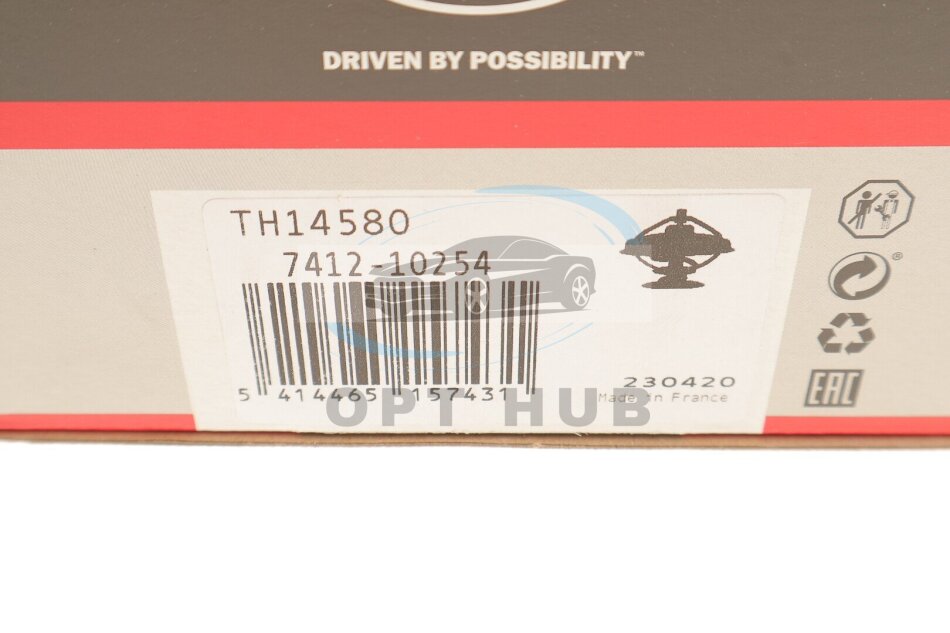 DRIVEN BY POSSIBILITY™
TH14580
7412-10254
5 414465 157431
230420
Made in France
OPT HUB
®
EAC